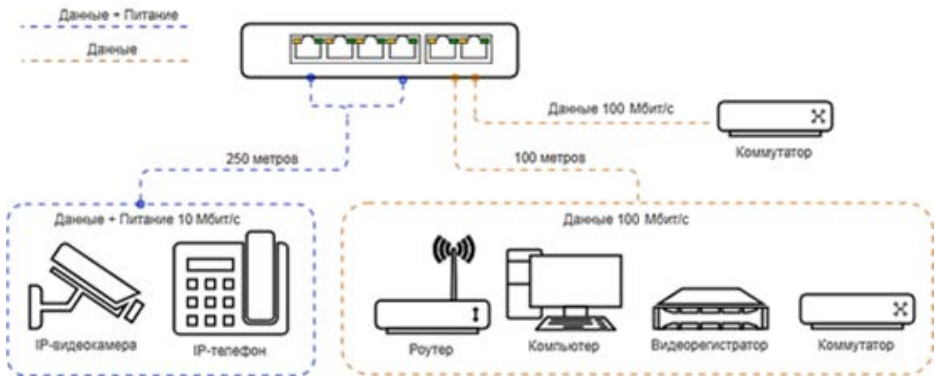 Данные + Питание
Данные
Данные 100 Мбит/с
Коммутатор
250 метров
100 метров
Данные + Питание 10 Мбит/с
IP-видеокамера
IP-телефон
Данные 100 Мбит/с
Роутер
Компьютер
Видеорегистратор
Коммутатор